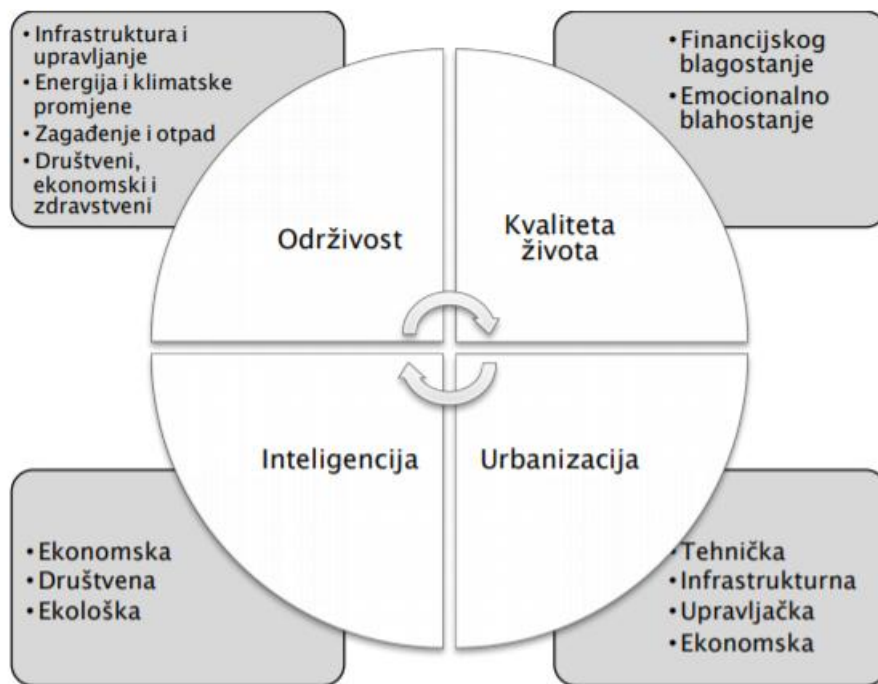 • Infrastruktura i
upravljanje
• Energija i klimatske
promjene
• Zagađenje i otpad
• Društveni,
ekonomski i
zdravstveni
• Financijskog
blagostanje
• Emocionalno
blahostanje
Održivost
Kvaliteta
života
Inteligencija
Urbanizacija
• Ekonomska
• Društvena
• Ekološka
• Tehnička
• Infrastrukturna
• Upravljačka
• Ekonomska